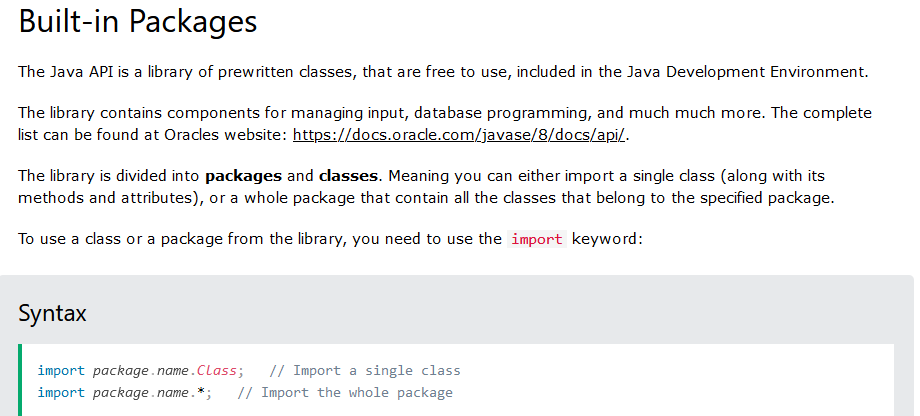 Built-in Packages
The Java API is a library of prewritten classes, that are free to use, included in the Java Development Environment.
The library contains components for managing input, database programming, and much much more. The complete
list can be found at Oracles website: https://docs.oracle.com/javase/8/docs/api/.
The library is divided into packages and classes. Meaning you can either import a single class (along with its
methods and attributes), or a whole package that contain all the classes that belong to the specified package.
To use a class or a package from the library, you need to use the import keyword:
Syntax
import package.name.Class;   // Import a single class
import package.name.*;   // Import the whole package